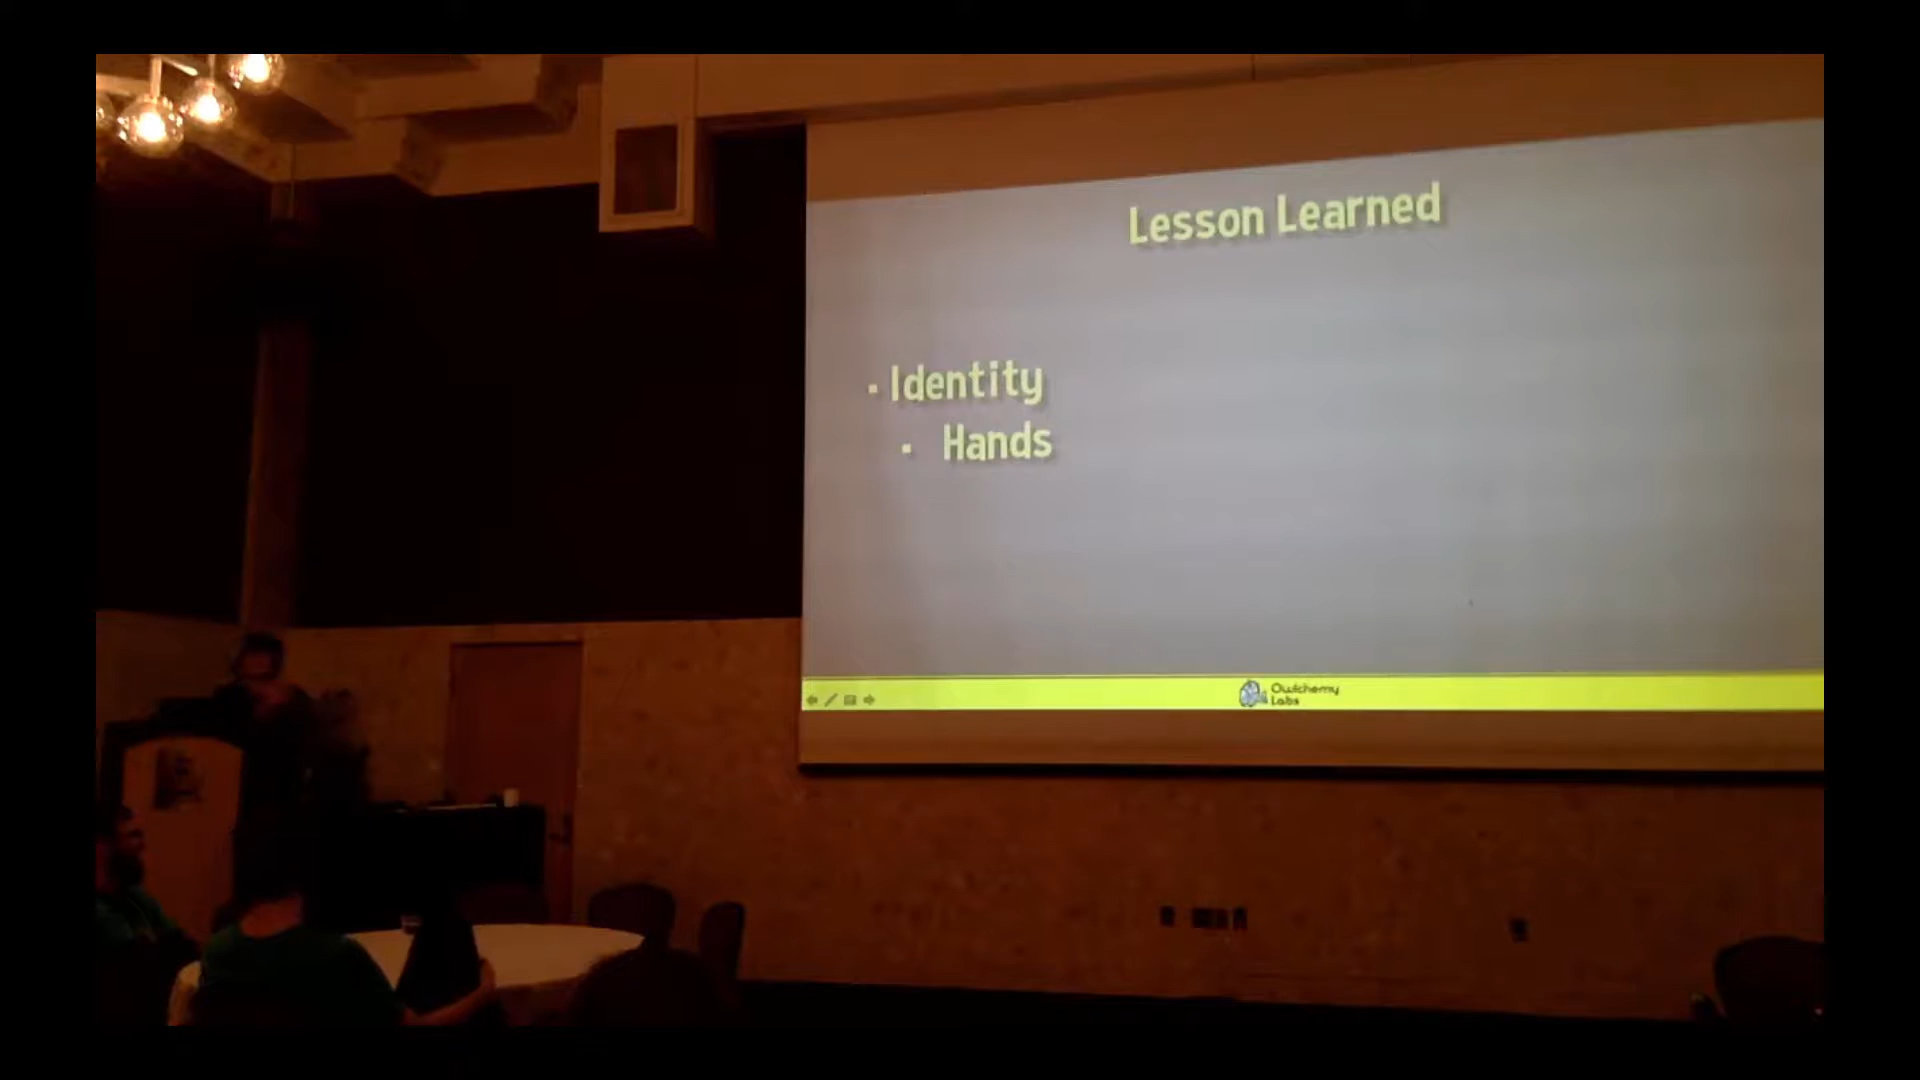 Lesson Learned
· Identity
· Hands
Owlchemy
Labs